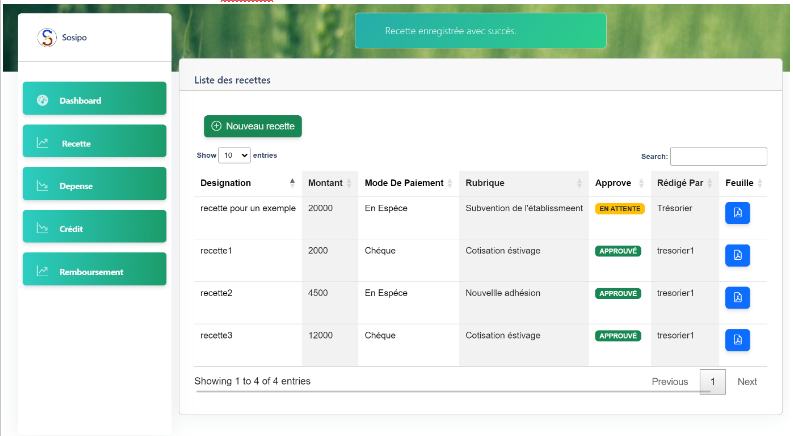 Sosipo
Recette enregistrée avec succès.
Liste des recettes
Dashboard
Recette
Depense
Crédit
Remboursement
Nouveau recette
Show 10 entries
Search:
Designation Montant Mode De Paiement Rubrique Approve Rédigé Par Feuille
recette pour un exemple 20000 En Espéce Subvention de l'établissmeent EN ATTENTE Trésorier
recette1 2000 Chéque Cotisation éstivage APPROUVÉ tresorier1
recette2 4500 En Espéce Nouvellle adhésion APPROUVÉ tresorier1
recette3 12000 Chéque Cotisation éstivage APPROUVÉ tresorier1
Showing 1 to 4 of 4 entries
Previous 1 Next